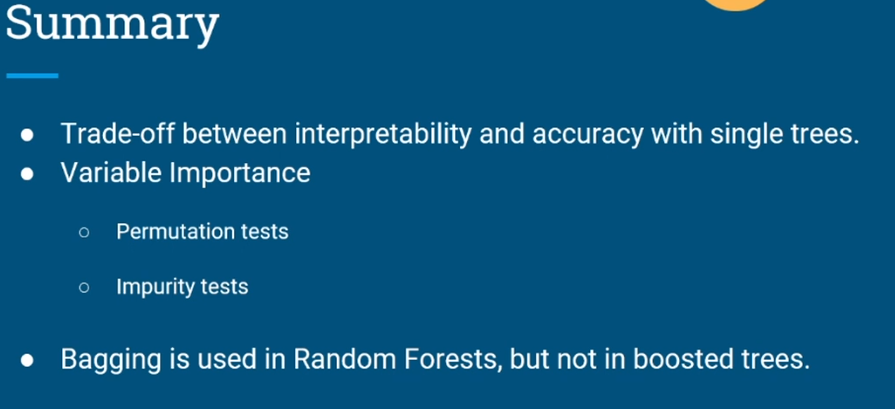 Summary
● Trade-off between interpretability and accuracy with single trees.
● Variable Importance
○ Permutation tests
○ Impurity tests
● Bagging is used in Random Forests, but not in boosted trees.